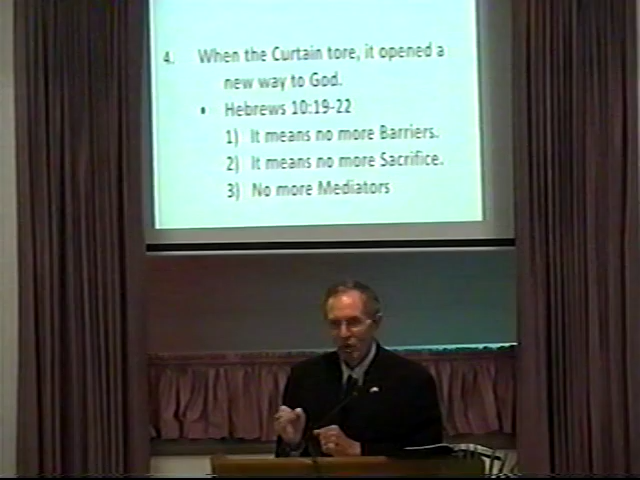 4. When the Curtain tore, it opened a
new way to God.
• Hebrews 10:19-22
1) It means no more Barriers.
2) It means no more Sacrifice.
3) No more Mediators